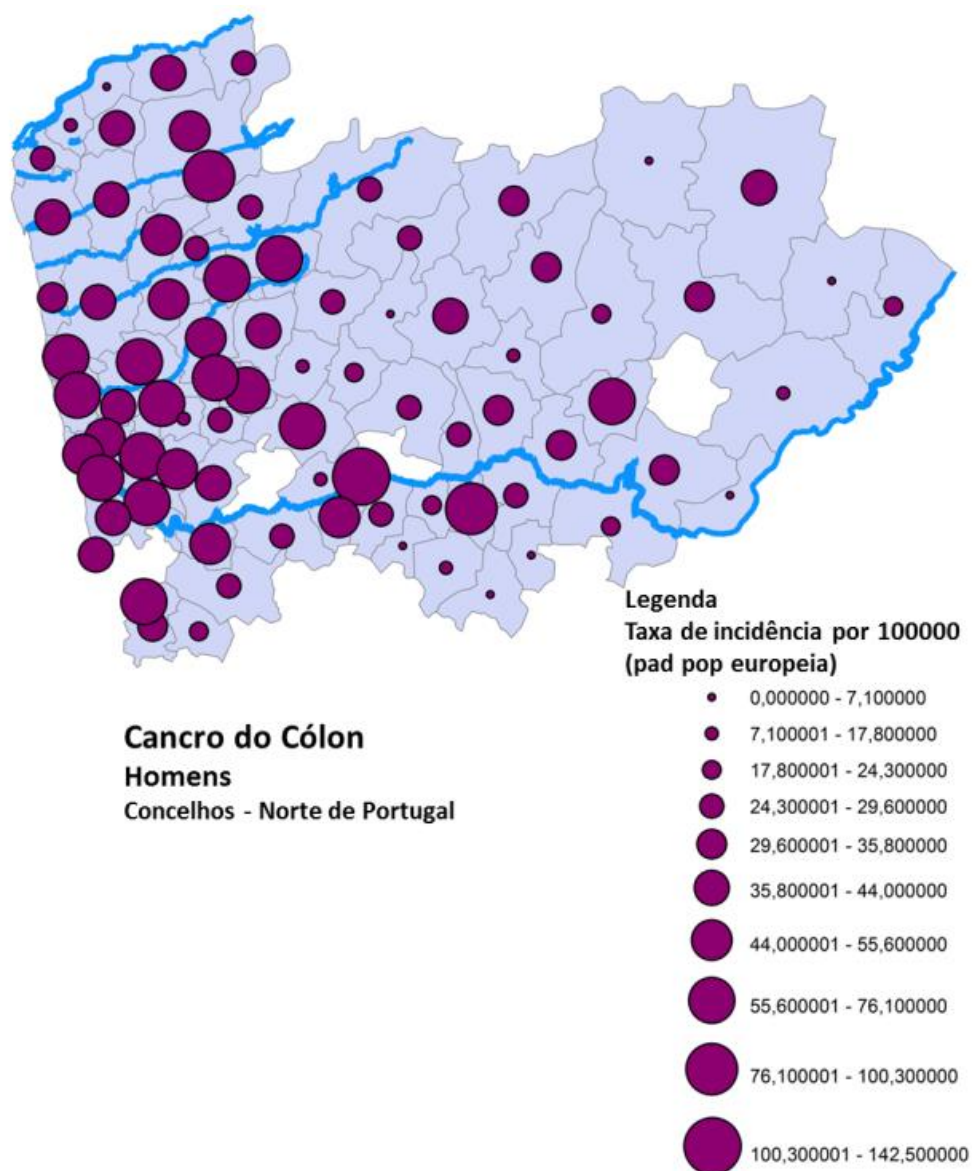 Legenda
Taxa de incidência por 100000
(pad pop europeia)
0,000000 - 7,100000
7,100001 - 17,800000
17,800001 - 24,300000
24,300001 - 29,600000
29,600001 - 35,800000
35,800001 - 44,000000
44,000001 - 55,600000
55,600001 - 76,100000
76,100001 - 100,300000
100,300001 - 142,500000
Cancro do Cólon
Homens
Concelhos - Norte de Portugal